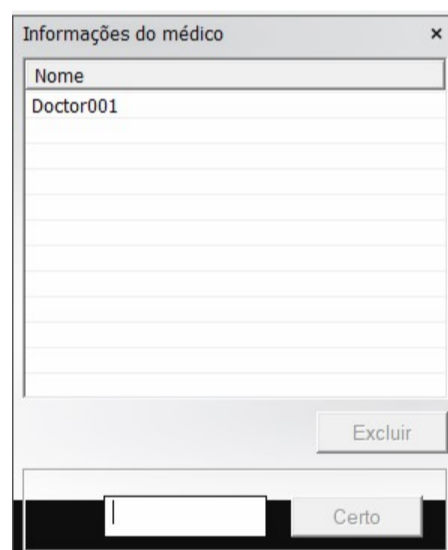 Informações do médico
Nome
Doctor001
Excluir
Certo